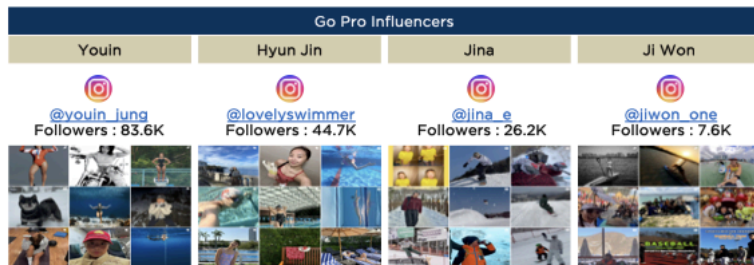 Go Pro Influencers
Youin
Hyun Jin
Jina
Ji Won
@youin_jung
Followers : 83.6K
@lovelyswimmer
Followers : 44.7K
@jina_e
Followers : 26.2K
@jiwon_one
Followers : 7.6K
BASEBALL